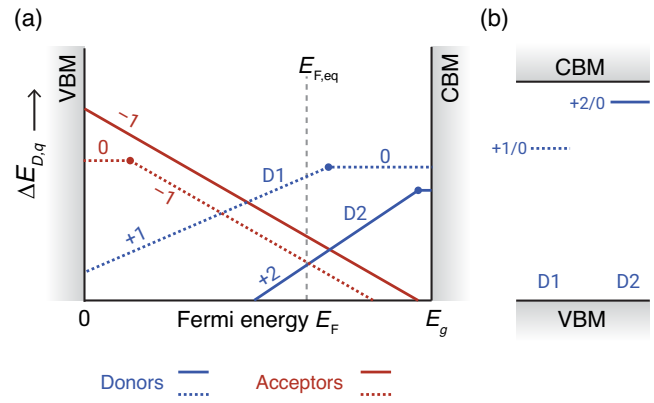 (a)
(b)
VBM
CBM
E_F,eq
−1
0
−1
D1
0
+1
D2
+2
ΔE_D,q
0
Fermi energy E_F
E_g
Donors
Acceptors
CBM
+2/0
+1/0
D1
D2
VBM